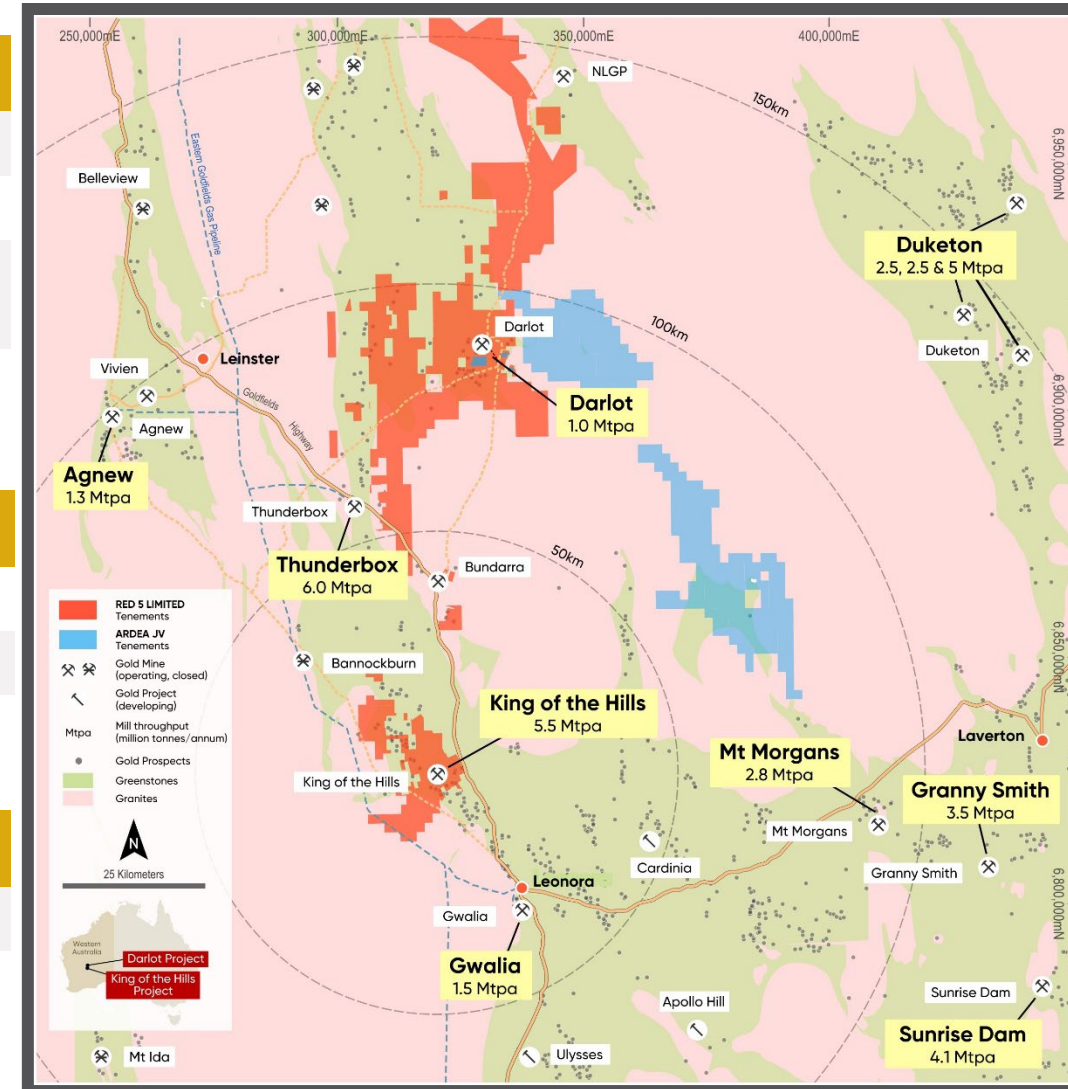 250,000mE
300,000mE
350,000mE
400,000mE
NLGP
150km
6,950,000mN
Belleview
Eastern Goldfields Gas Pipeline
Duketon
2.5, 2.5 & 5 Mtpa
Duketon
100km
Darlot
Leinster
Vivien
Goldfields
Highway
Agnew
Agnew
1.3 Mtpa
Darlot
1.0 Mtpa
6,900,000mN
Thunderbox
Thunderbox
6.0 Mtpa
50km
Bundarra
RED 5 LIMITED
Tenements
ARDEA JV
Tenements
Gold Mine
(operating, closed)
Gold Project
(developing)
Mtpa
Mill throughput
(million tonnes/annum)
Gold Prospects
Greenstones
Granites
N
25 Kilometers
Western
Australia
Darlot Project
King of the Hills
Project
Bannockburn
6,850,000mN
King of the Hills
5.5 Mtpa
King of the Hills
Laverton
Mt Morgans
2.8 Mtpa
Mt Morgans
Granny Smith
3.5 Mtpa
Granny Smith
Cardinia
Leonora
6,800,000mN
Gwalia
Gwalia
1.5 Mtpa
Apollo Hill
Sunrise Dam
Sunrise Dam
4.1 Mtpa
Mt Ida
Ulysses